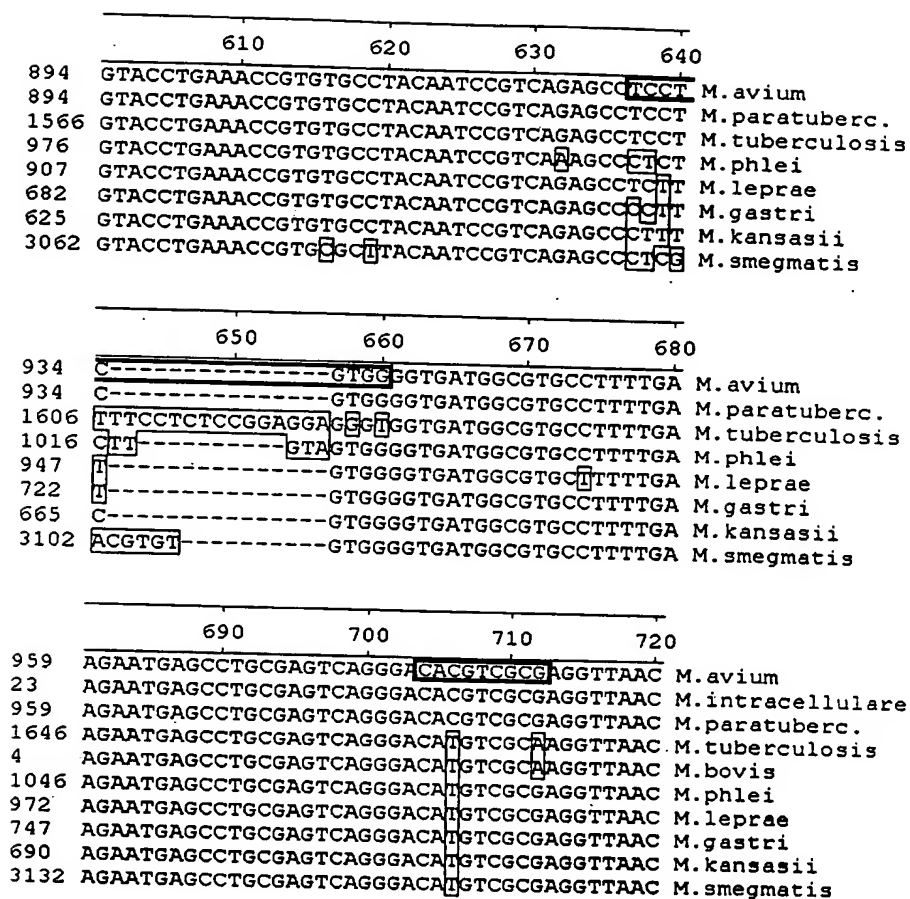 610 620 630 640
894 GTACCTGAAACCGTGTGCCTACAATCCGTCAGAGCCTCCT M.avium
894 GTACCTGAAACCGTGTGCCTACAATCCGTCAGAGCCTCCT M.paratuberc.
1566 GTACCTGAAACCGTGTGCCTACAATCCGTCAGAGCCTCCT M.tuberculosis
976 GTACCTGAAACCGTGTGCCTACAATCCGTCAAAGCCCTCT M.phlei
907 GTACCTGAAACCGTGTGCCTACAATCCGTCAGAGCCTCTT M.leprae
682 GTACCTGAAACCGTGTGCCTACAATCCGTCAGAGCCCCTT M.gastri
625 GTACCTGAAACCGTGTGCCTACAATCCGTCAGAGCCCTTT M.kansasii
3062 GTACCTGAAACCGTGCGCTTACAATCCGTCAGAGCCCTCG M.smegmatis
650 660 670 680
934 C---------------GTGGGGTGATGGCGTGCCTTTTGA M.avium
934 C---------------GTGGGGTGATGGCGTGCCTTTTGA M.paratuberc.
1606 TTTCCTCTCCGGAGGAGGGTGGTGATGGCGTGCCTTTTGA M.tuberculosis
1016 CTT----------GTAGTGGGGTGATGGCGTGCCTTTTGA M.phlei
947 T---------------GTGGGGTGATGGCGTGCTTTTTGA M.leprae
722 T---------------GTGGGGTGATGGCGTGCCTTTTGA M.gastri
665 C---------------GTGGGGTGATGGCGTGCCTTTTGA M.kansasii
3102 ACGTGT----------GTGGGGTGATGGCGTGCCTTTTGA M.smegmatis
690 700 710 720
959 AGAATGAGCCTGCGAGTCAGGGACACGTCGCGAGGTTAAC M.avium
23 AGAATGAGCCTGCGAGTCAGGGACACGTCGCGAGGTTAAC M.intracellulare
959 AGAATGAGCCTGCGAGTCAGGGACACGTCGCGAGGTTAAC M.paratuberc.
1646 AGAATGAGCCTGCGAGTCAGGGACATGTCGCAAGGTTAAC M.tuberculosis
4 AGAATGAGCCTGCGAGTCAGGGACATGTCGCAAGGTTAAC M.bovis
1046 AGAATGAGCCTGCGAGTCAGGGACATGTCGCGAGGTTAAC M.phlei
972 AGAATGAGCCTGCGAGTCAGGGACATGTCGCGAGGTTAAC M.leprae
747 AGAATGAGCCTGCGAGTCAGGGACATGTCGCGAGGTTAAC M.gastri
690 AGAATGAGCCTGCGAGTCAGGGACATGTCGCGAGGTTAAC M.kansasii
3132 AGAATGAGCCTGCGAGTCAGGGACATGTCGCGAGGTTAAC M.smegmatis